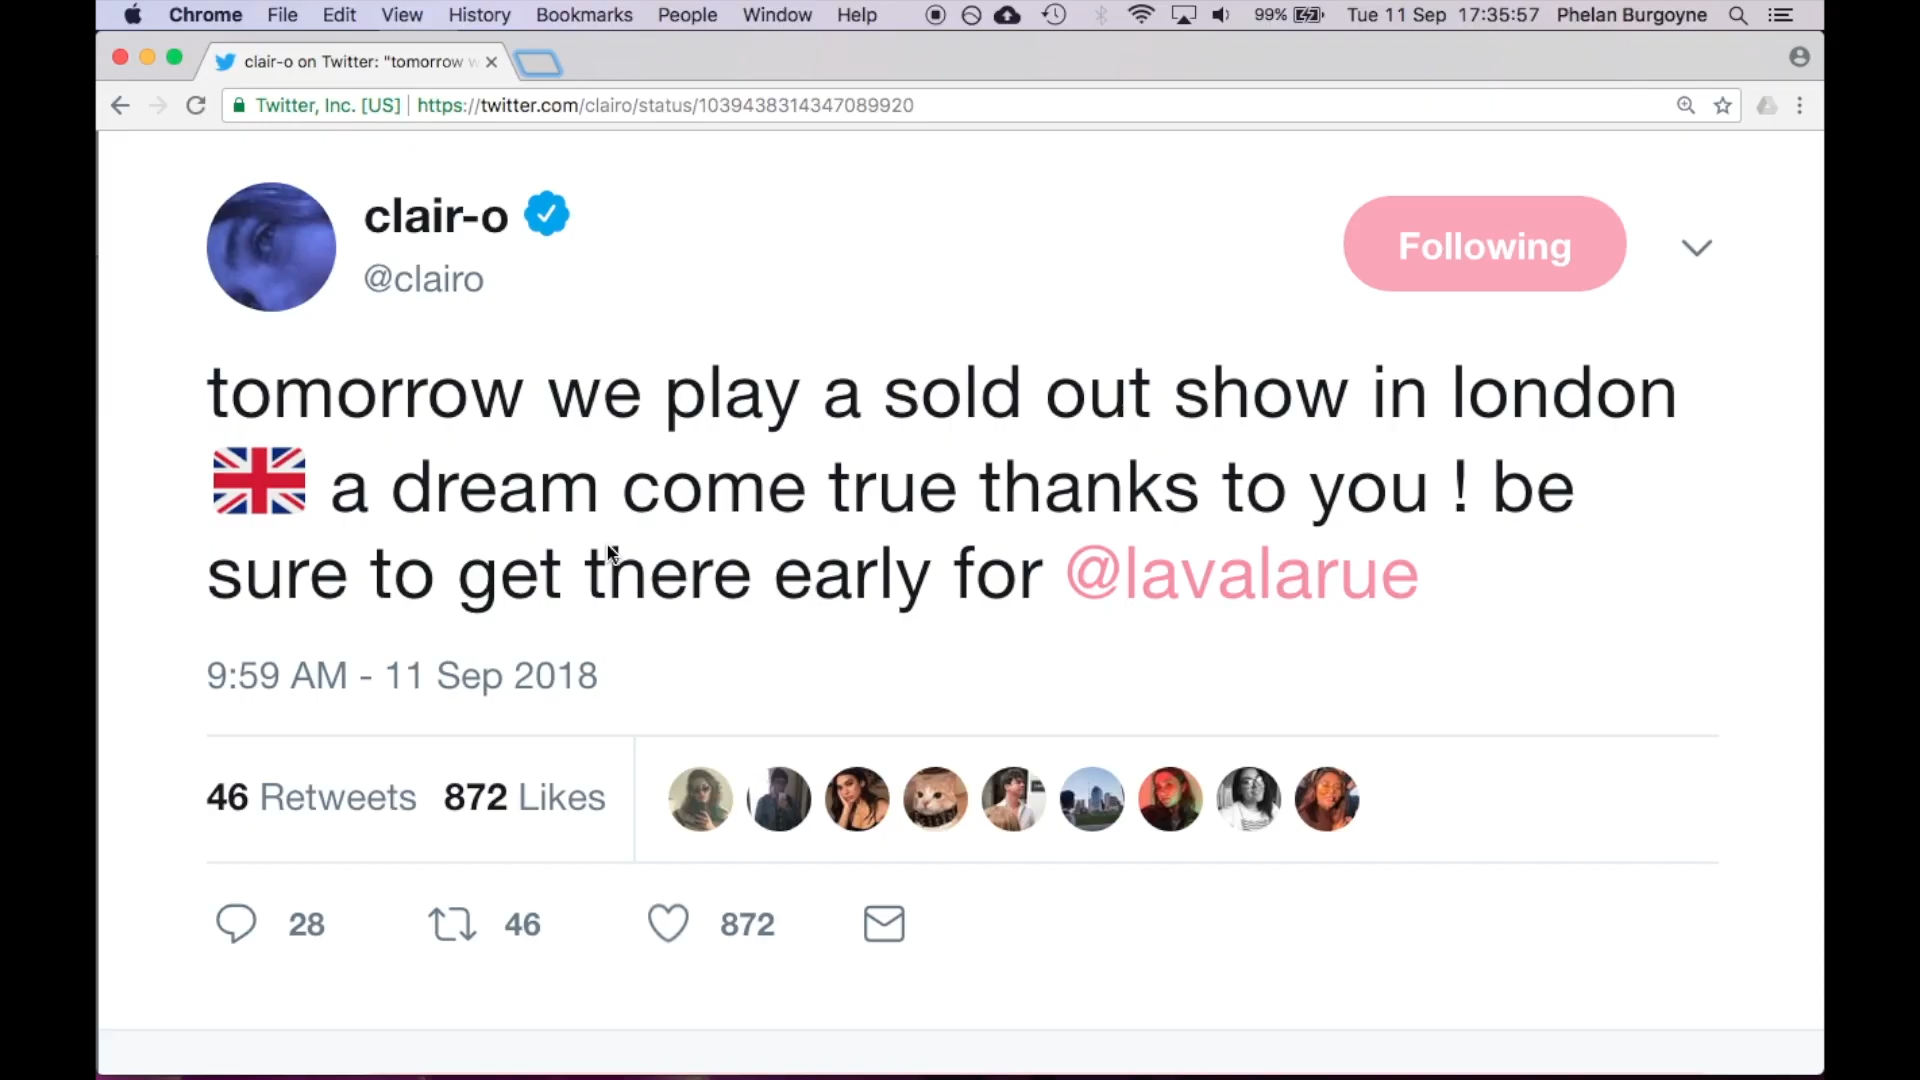 Chrome File Edit View History Bookmarks People Window Help 99% Tue 11 Sep 17:35:57 Phelan Burgoyne
clair-o on Twitter: "tomorrow w
Twitter, Inc. [US] https://twitter.com/clairo/status/1039438314347089920
clair-o
@clairo
Following
tomorrow we play a sold out show in london
🇬🇧 a dream come true thanks to you ! be
sure to get there early for @lavalarue
9:59 AM - 11 Sep 2018
46 Retweets 872 Likes
28 46 872